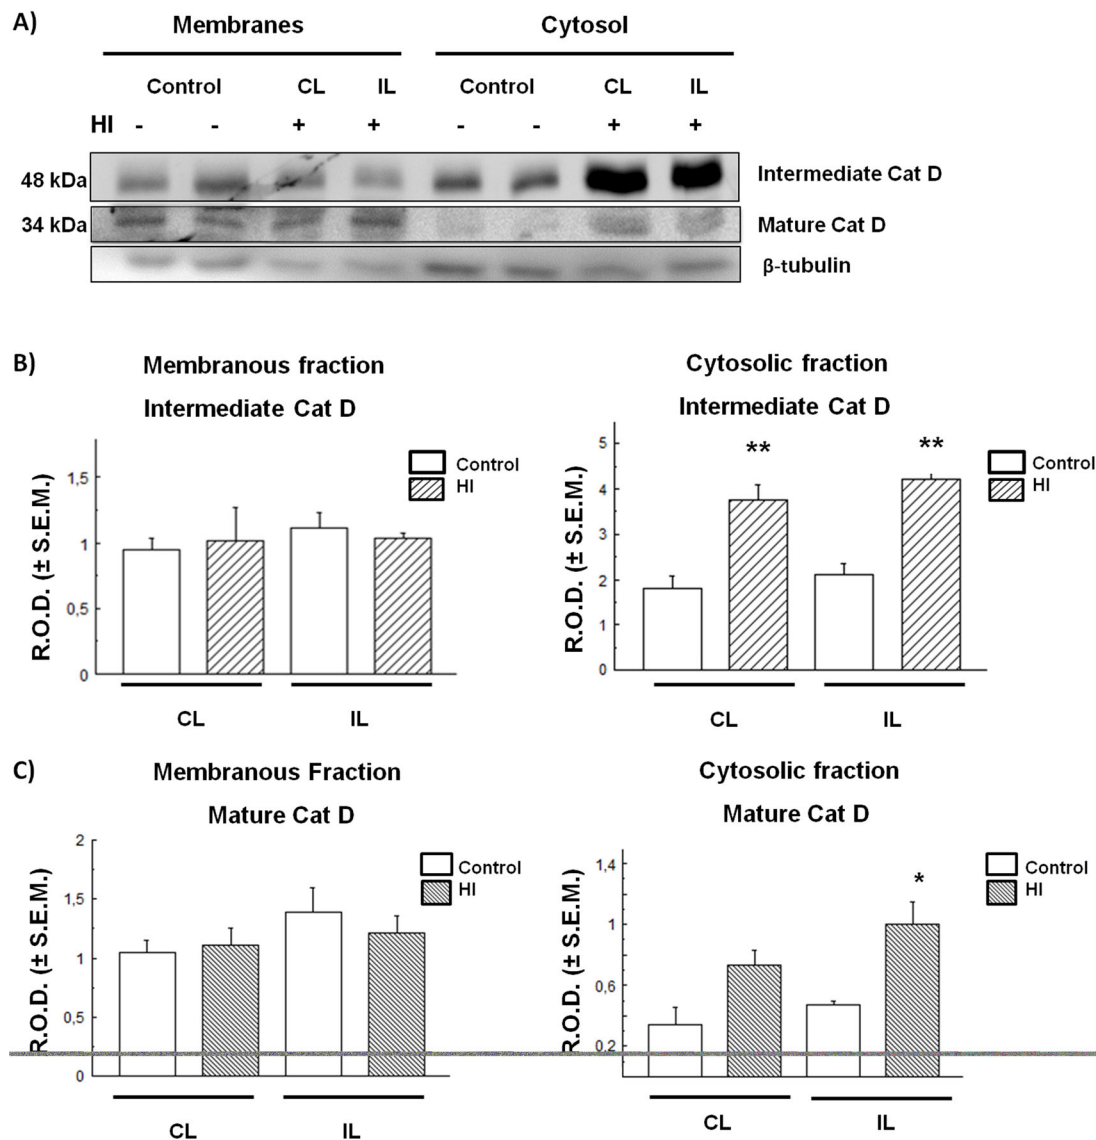 A)
Membranes Cytosol
Control CL IL Control CL IL
HI - - + + - - + +
48 kDa Intermediate Cat D
34 kDa Mature Cat D
β-tubulin
B)
Membranous fraction
Intermediate Cat D
R.O.D. (± S.E.M.)
1,5
1
0,5
0
Control
HI
CL IL
Cytosolic fraction
Intermediate Cat D
R.O.D. (± S.E.M.)
5
4
3
2
1
0
** **
Control
HI
CL IL
C)
Membranous Fraction
Mature Cat D
R.O.D. (± S.E.M.)
2
1,5
1
0,5
0
Control
HI
CL IL
Cytosolic fraction
Mature Cat D
R.O.D. (± S.E.M.)
1,4
1
0,6
0,2
*
Control
HI
CL IL